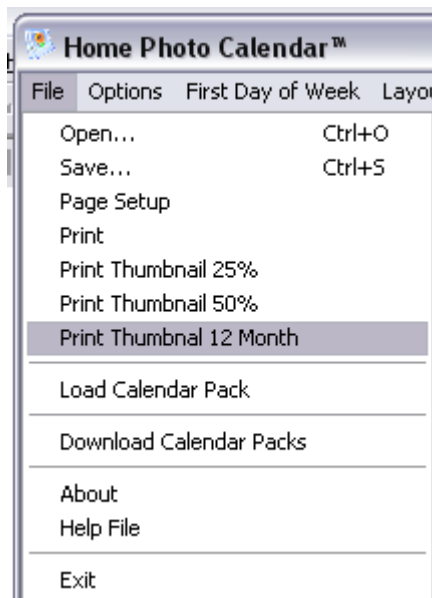 Home Photo Calendar™
File Options First Day of Week Layou
Open... Ctrl+O
Save... Ctrl+S
Page Setup
Print
Print Thumbnail 25%
Print Thumbnail 50%
Print Thumbnal 12 Month
Load Calendar Pack
Download Calendar Packs
About
Help File
Exit